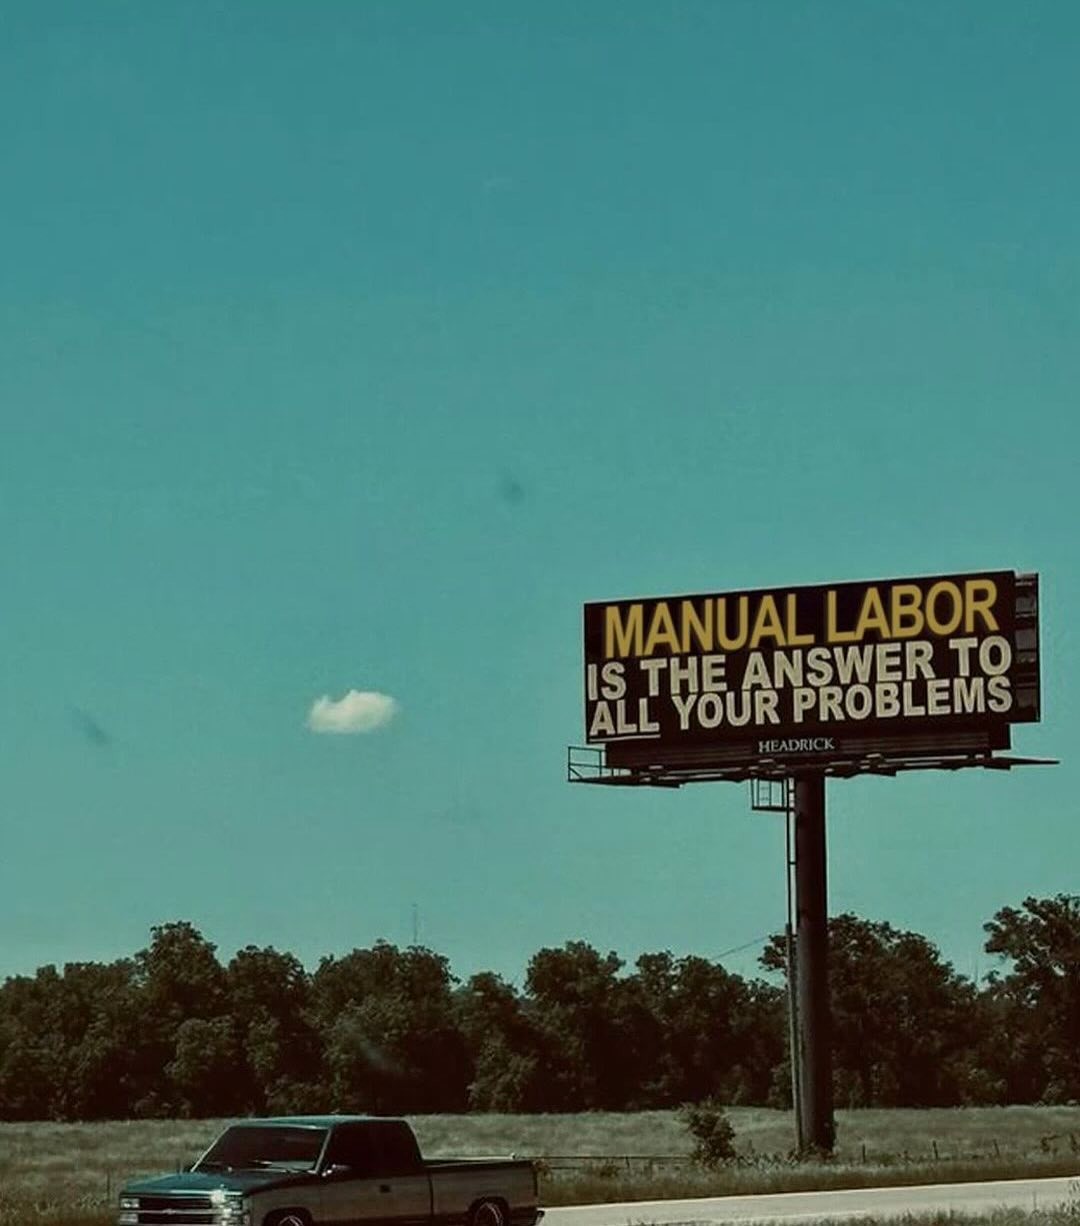 MANUAL LABOR
IS THE ANSWER TO
ALL YOUR PROBLEMS
HEADRICK